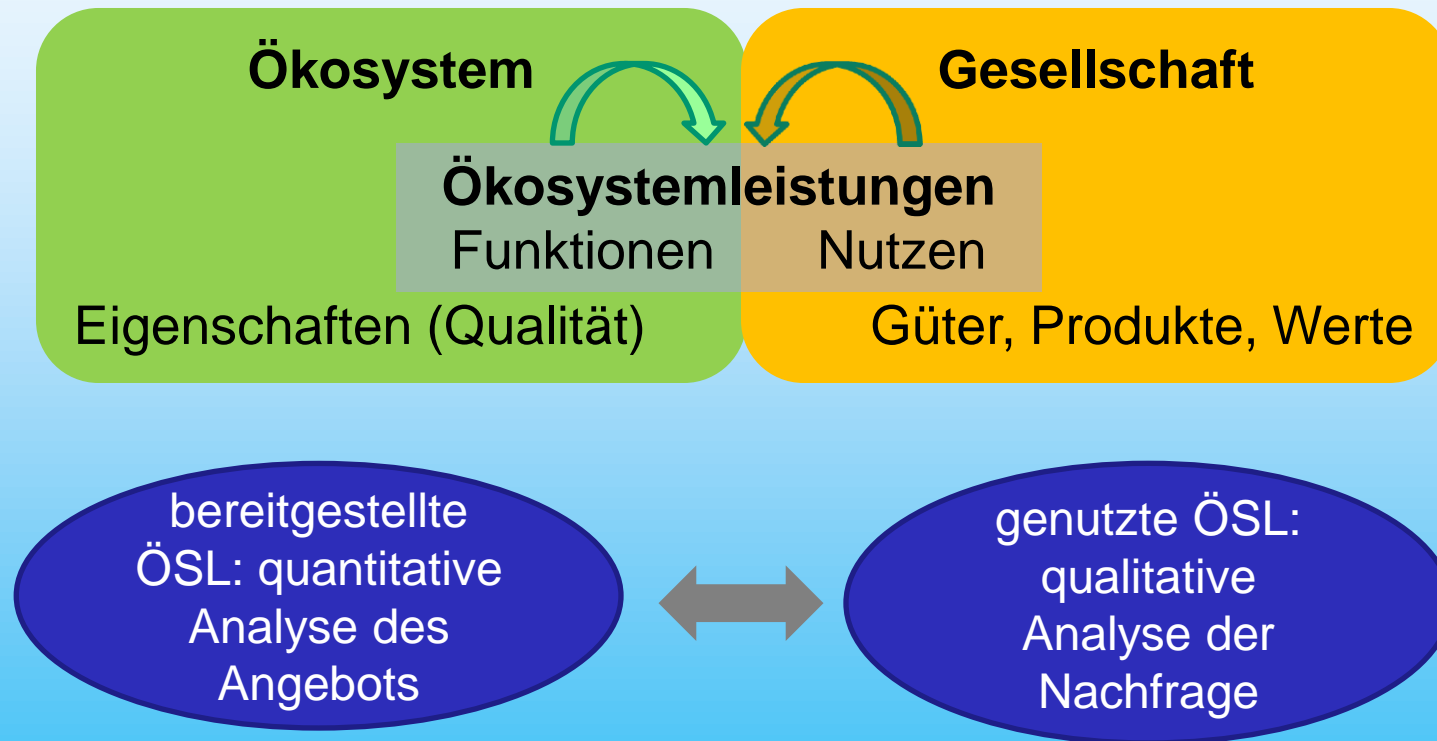 Ökosystem
Gesellschaft
Ökosystemleistungen
Funktionen
Nutzen
Eigenschaften (Qualität)
Güter, Produkte, Werte
bereitgestellte
ÖSL: quantitative
Analyse des
Angebots
genutzte ÖSL:
qualitative
Analyse der
Nachfrage